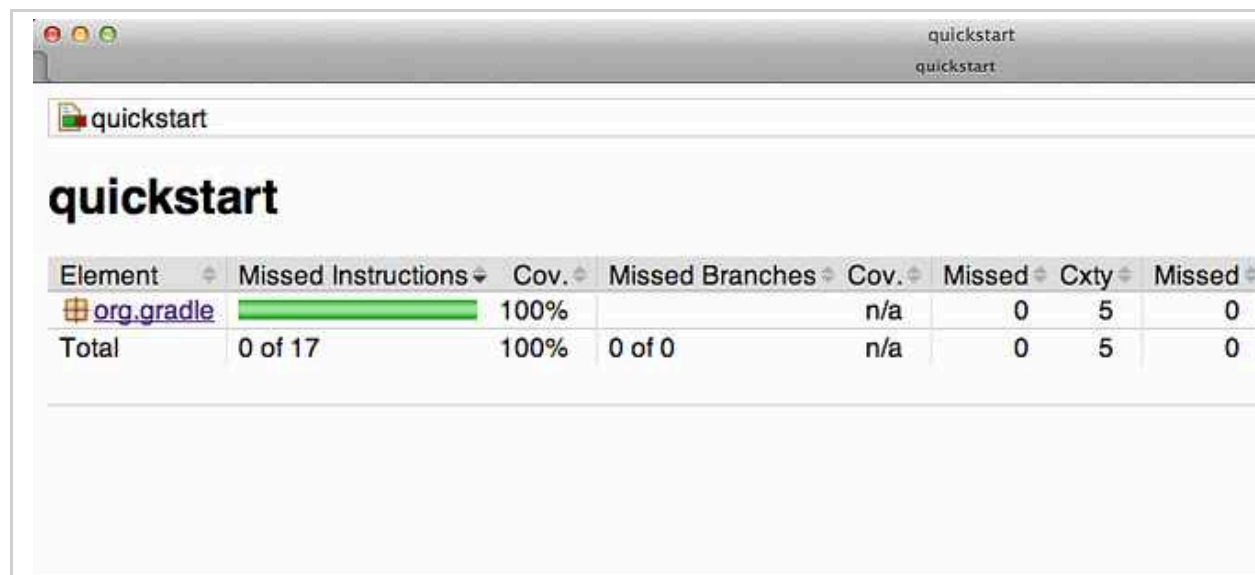 quickstart
quickstart
quickstart
quickstart
Element Missed Instructions Cov. Missed Branches Cov. Missed Cxty Missed
org.gradle 100% n/a 0 5 0
Total 0 of 17 100% 0 of 0 n/a 0 5 0